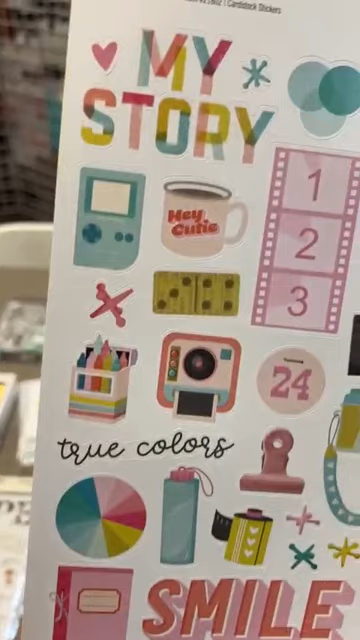 Cardstock Stickers
MY
STORY
Hey
Cutie
1
2
3
24
true colors
SMILE